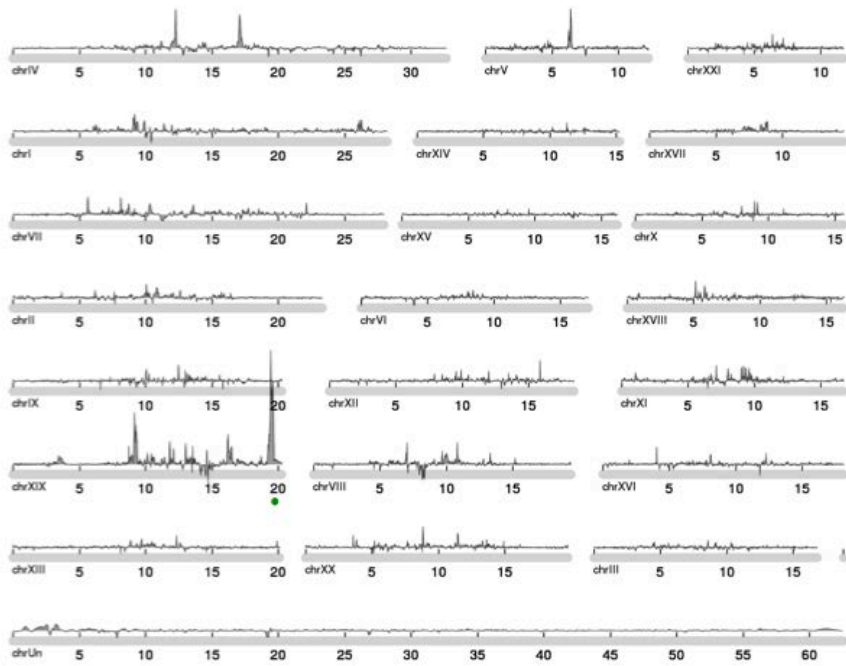 chrIV 5 10 15 20 25 30 chrV 5 10 chrXXI 5 10
chrI 5 10 15 20 25 chrXIV 5 10 15 chrXVII 5 10
chrVII 5 10 15 20 25 chrXV 5 10 15 chrX 5 10 15
chrII 5 10 15 20 chrVI 5 10 15 chrXVIII 5 10 15
chrIX 5 10 15 20 chrXII 5 10 15 chrXI 5 10 15
chrXIX 5 10 15 20 chrVIII 5 10 15 chrXVI 5 10 15
chrXIII 5 10 15 20 chrXX 5 10 15 chrIII 5 10 15
chrUn 5 10 15 20 25 30 35 40 45 50 55 60